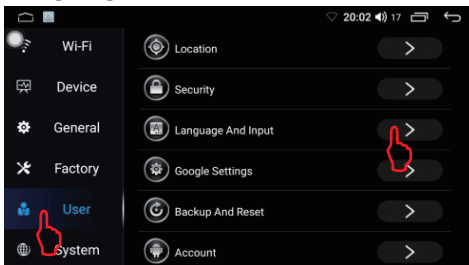 20:02 17
Wi-Fi
Device
General
Factory
User
System
Location
Security
Language And Input
Google Settings
Backup And Reset
Account